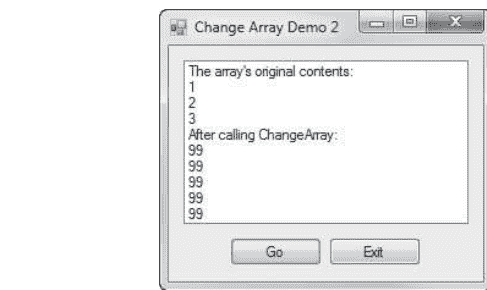 Change Array Demo 2
The array's original contents:
1
2
3
After calling ChangeArray:
99
99
99
99
99
Go
Exit